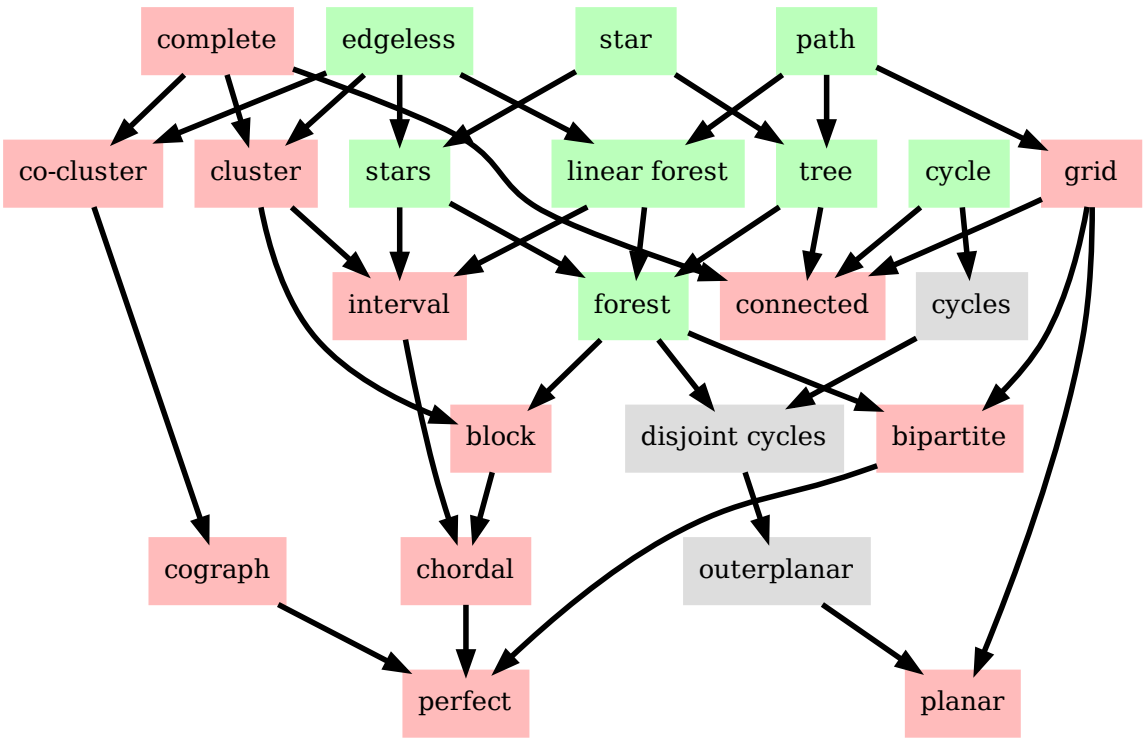 complete
edgeless
star
path
co-cluster
cluster
stars
linear forest
tree
cycle
grid
interval
forest
connected
cycles
block
disjoint cycles
bipartite
cograph
chordal
outerplanar
perfect
planar